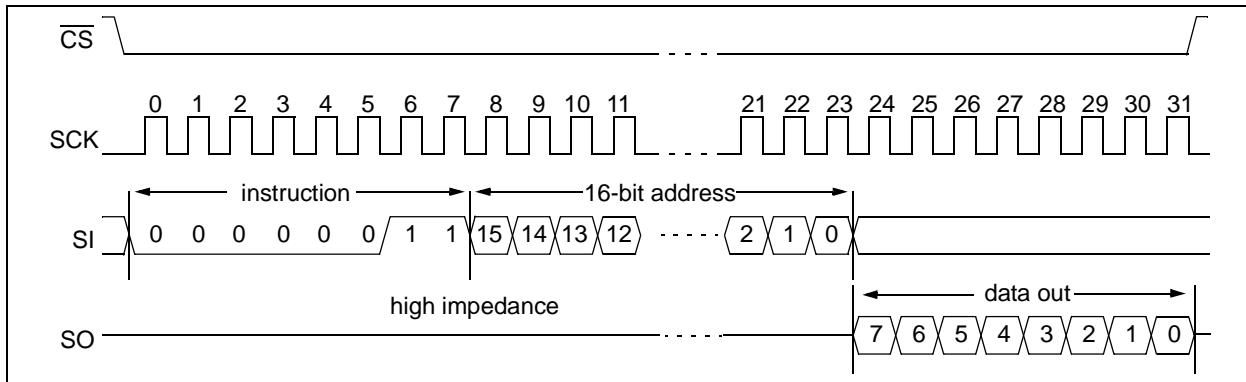 CS
0 1 2 3 4 5 6 7 8 9 10 11 21 22 23 24 25 26 27 28 29 30 31
SCK
instruction 16-bit address
SI 0 0 0 0 0 0 1 1 15 14 13 12 2 1 0
high impedance data out
SO 7 6 5 4 3 2 1 0